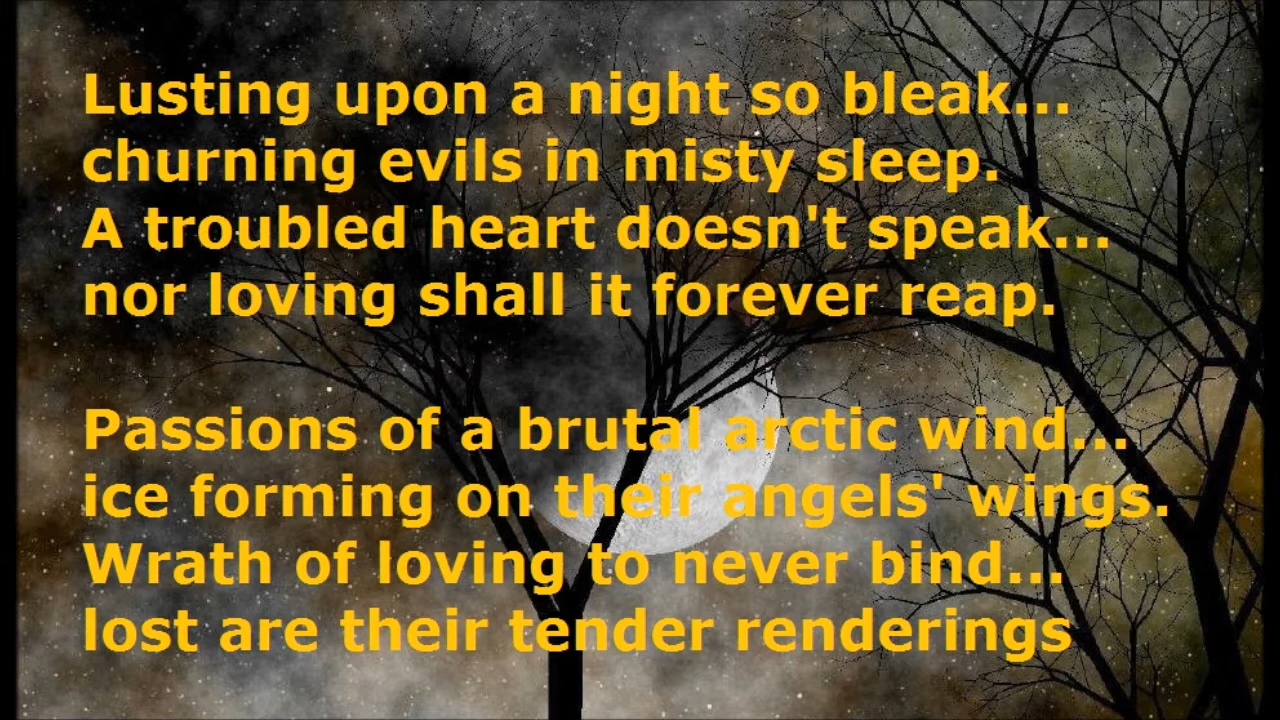 Lusting upon a night so bleak...
churning evils in misty sleep.
A troubled heart doesn't speak...
nor loving shall it forever reap.
Passions of a brutal arctic wind...
ice forming on their angels' wings.
Wrath of loving to never bind...
lost are their tender renderings